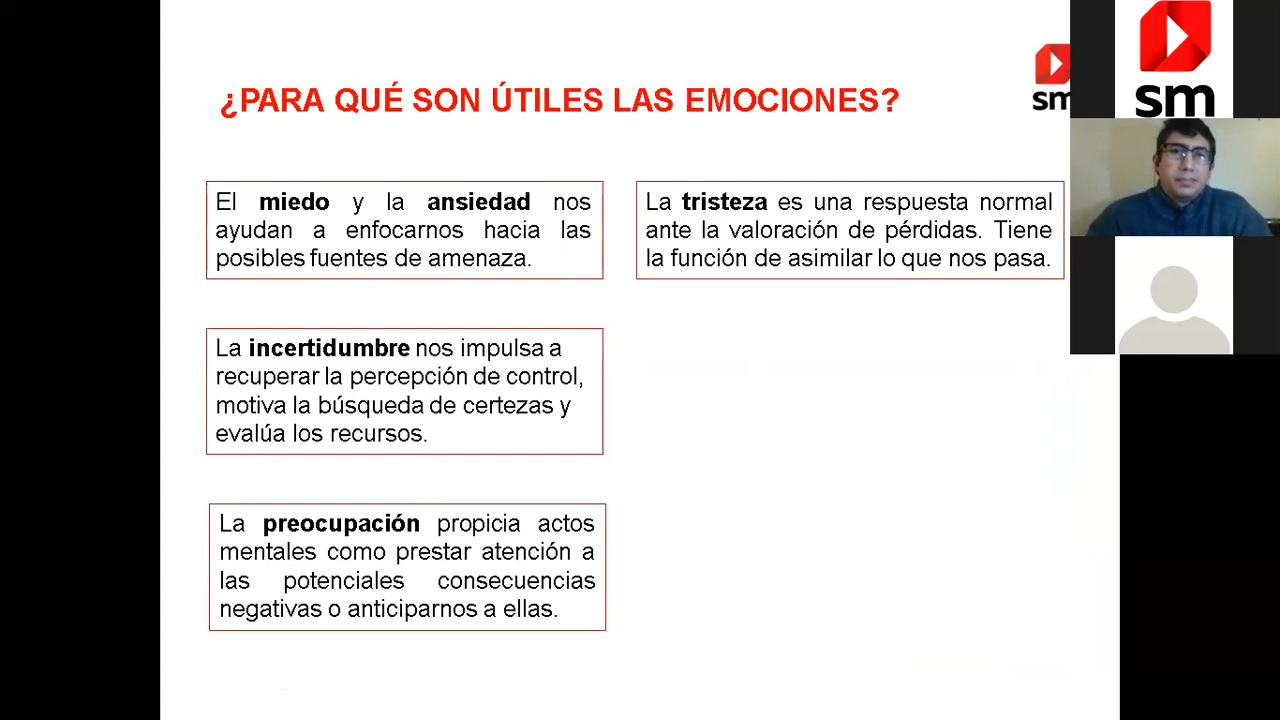 ¿PARA QUÉ SON ÚTILES LAS EMOCIONES?
sm
sm
El miedo y la ansiedad nos
ayudan a enfocarnos hacia las
posibles fuentes de amenaza.
La tristeza es una respuesta normal
ante la valoración de pérdidas. Tiene
la función de asimilar lo que nos pasa.
La incertidumbre nos impulsa a
recuperar la percepción de control,
motiva la búsqueda de certezas y
evalúa los recursos.
La preocupación propicia actos
mentales como prestar atención a
las potenciales consecuencias
negativas o anticiparnos a ellas.